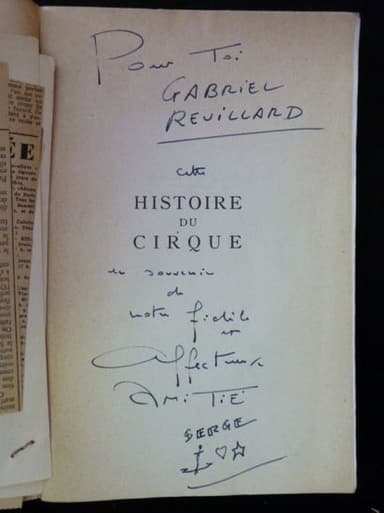 Pour Toi
GABRIEL
REVILLARD
cette
HISTOIRE
DU
CIRQUE
en souvenir
de
notre fidèle
et
Affectueuse
AMITIÉ
SERGE